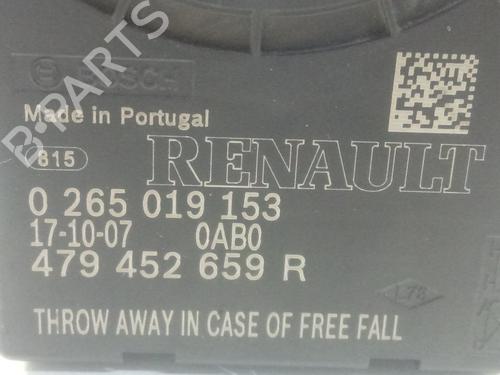 BOSCH
Made in Portugal
815
RENAULT
0 265 019 153
17-10-07 0AB0
479 452 659 R
THROW AWAY IN CASE OF FREE FALL
B-PARTS